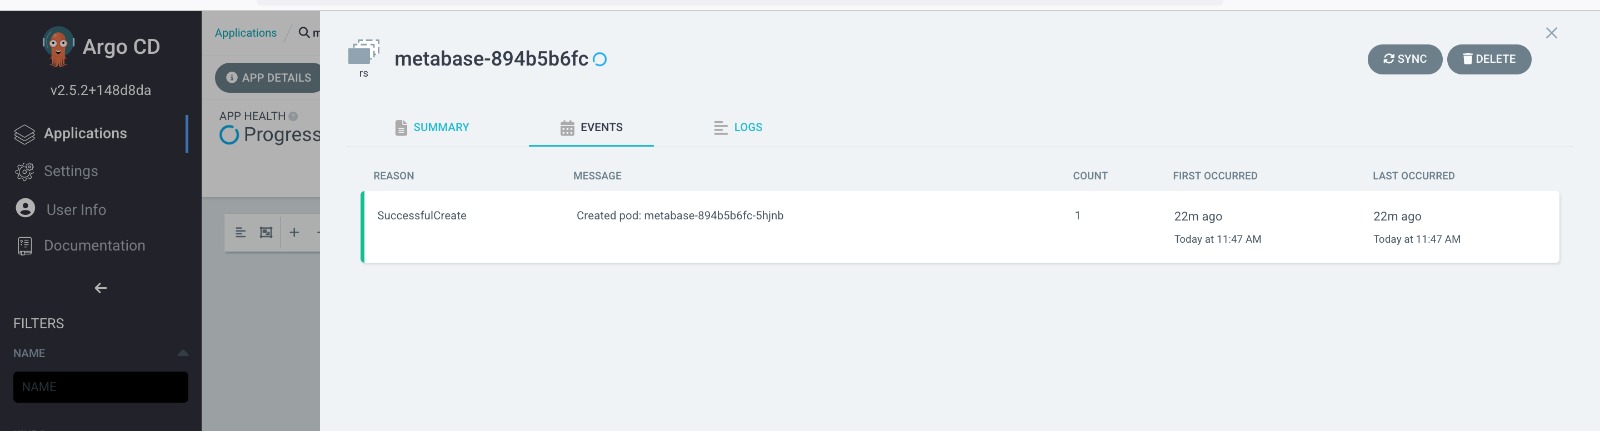 Argo CD
v2.5.2+148d8da
Applications
Settings
User Info
Documentation
FILTERS
NAME
NAME
Applications / m
APP DETAILS
APP HEALTH
Progress
rs
metabase-894b5b6fc
SYNC
DELETE
SUMMARY
EVENTS
LOGS
REASON MESSAGE COUNT FIRST OCCURRED LAST OCCURRED
SuccessfulCreate Created pod: metabase-894b5b6fc-5hjnb 1 22m ago 22m ago
Today at 11:47 AM Today at 11:47 AM